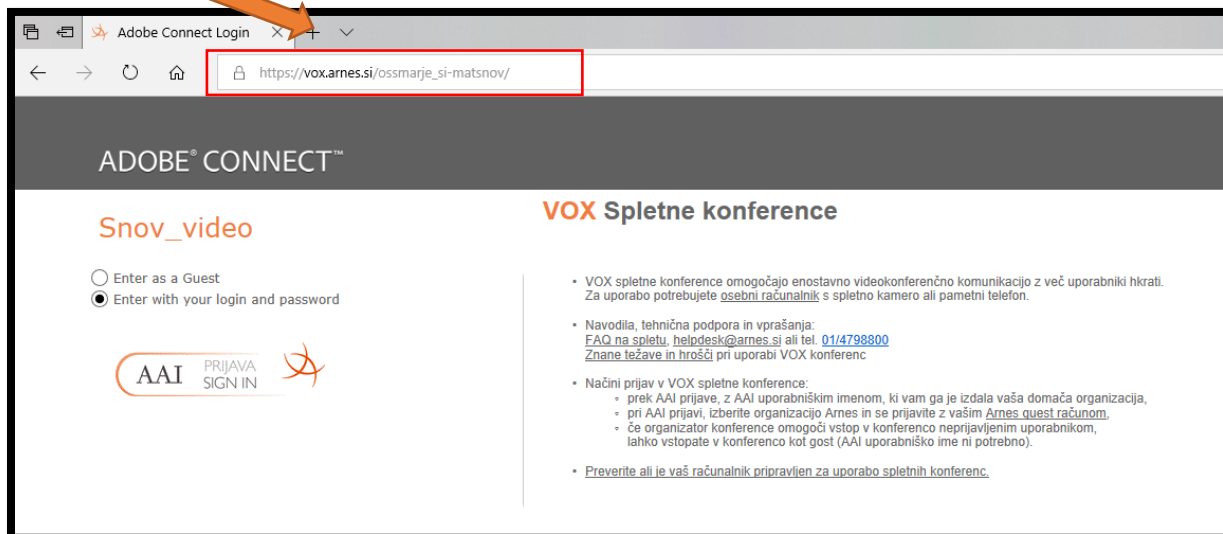 Adobe Connect Login
https://vox.arnes.si/ossmarje_si-matsnov/
ADOBE® CONNECT™
Snov_video
Enter as a Guest
Enter with your login and password
AAI PRIJAVA
SIGN IN
VOX Spletne konference
• VOX spletne konference omogočajo enostavno videokonferenčno komunikacijo z več uporabniki hkrati.
Za uporabo potrebujete osebni računalnik s spletno kamero ali pametni telefon.
• Navodila, tehnična podpora in vprašanja:
FAQ na spletu, helpdesk@arnes.si ali tel. 01/4798800
Znane težave in hrošči pri uporabi VOX konferenc
• Načini prijav v VOX spletne konference:
◦ prek AAI prijave, z AAI uporabniškim imenom, ki vam ga je izdala vaša domača organizacija,
◦ pri AAI prijavi, izberite organizacijo Arnes in se prijavite z vašim Arnes guest računom,
◦ če organizator konference omogoči vstop v konferenco neprijavljenim uporabnikom,
lahko vstopate v konferenco kot gost (AAI uporabniško ime ni potrebno).
• Preverite ali je vaš računalnik pripravljen za uporabo spletnih konferenc.